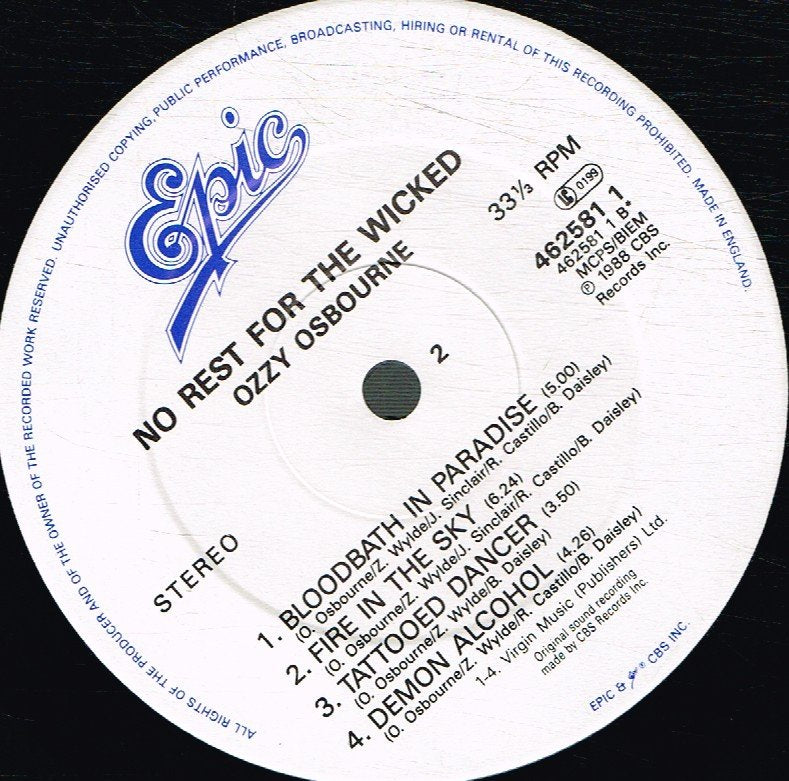 ALL RIGHTS OF THE PRODUCER AND OF THE OWNER OF THE RECORDED WORK RESERVED. UNAUTHORISED COPYING, PUBLIC PERFORMANCE, BROADCASTING, HIRING OR RENTAL OF THIS RECORDING PROHIBITED. MADE IN ENGLAND.
Epic
NO REST FOR THE WICKED
OZZY OSBOURNE
33⅓ RPM
LC 0199
462581 1
462581 1 B*
MCPS/BIEM
℗ 1988 CBS
Records Inc.
2
STEREO
1. BLOODBATH IN PARADISE (5.00)
(O. Osbourne/Z. Wylde/J. Sinclair/R. Castillo/B. Daisley)
2. FIRE IN THE SKY (6.24)
(O. Osbourne/Z. Wylde/J. Sinclair/R. Castillo/B. Daisley)
3. TATTOOED DANCER (3.50)
(O. Osbourne/Z. Wylde/B. Daisley)
4. DEMON ALCOHOL (4.26)
(O. Osbourne/Z. Wylde/R. Castillo/B. Daisley)
1-4. Virgin Music (Publishers) Ltd.
Original sound recording
made by CBS Records Inc.
EPIC & ® CBS INC.